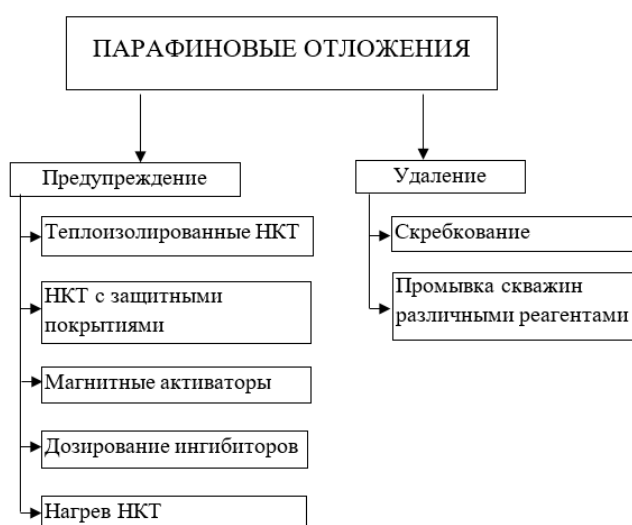 ПАРАФИНОВЫЕ ОТЛОЖЕНИЯ
Предупреждение
Теплоизолированные НКТ
НКТ с защитными
покрытиями
Магнитные активаторы
Дозирование ингибиторов
Нагрев НКТ
Удаление
Скребкование
Промывка скважин
различными реагентами